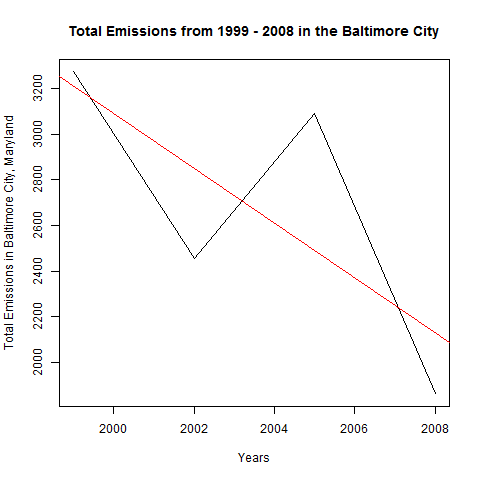 Total Emissions from 1999 - 2008 in the Baltimore City
Total Emissions in Baltimore City, Maryland
3200
3000
2800
2600
2400
2200
2000
2000 2002 2004 2006 2008
Years